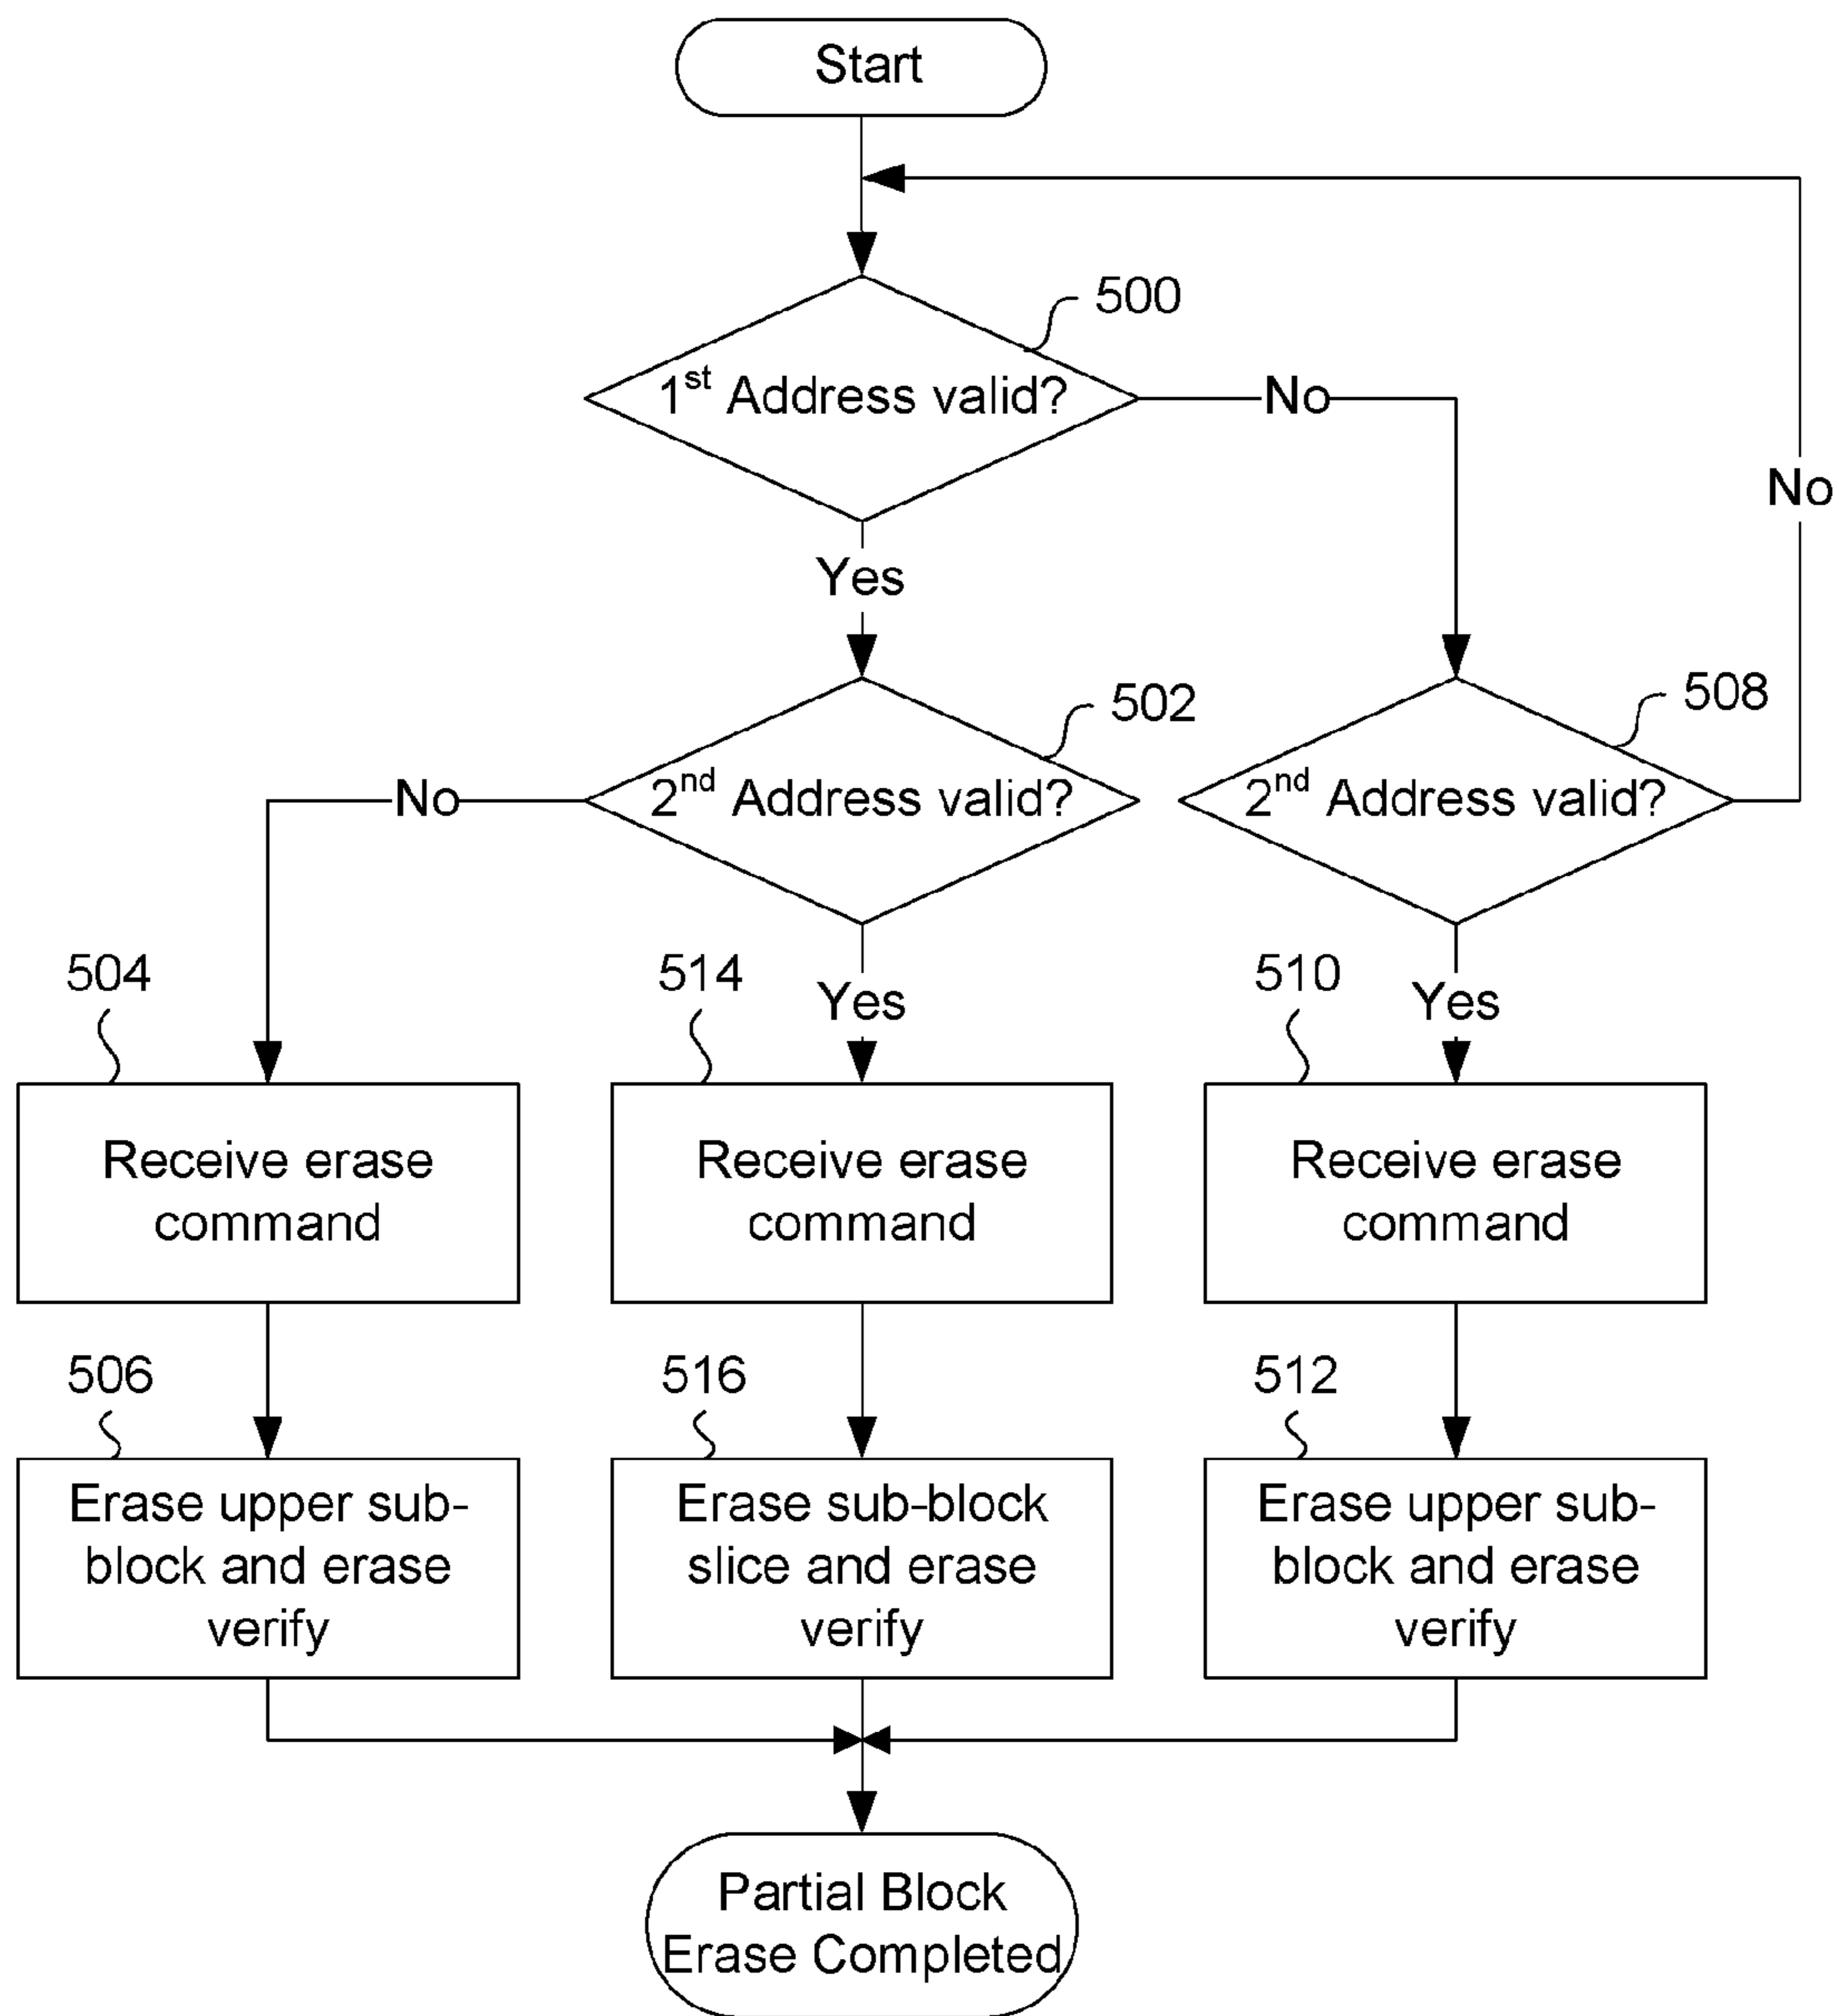 Start
500
1st Address valid?
No
No
Yes
502
508
No
2nd Address valid?
2nd Address valid?
504
514
510
Yes
Yes
Receive erase
command
Receive erase
command
Receive erase
command
506
516
512
Erase upper sub-
block and erase
verify
Erase sub-block
slice and erase
verify
Erase upper sub-
block and erase
verify
Partial Block
Erase Completed